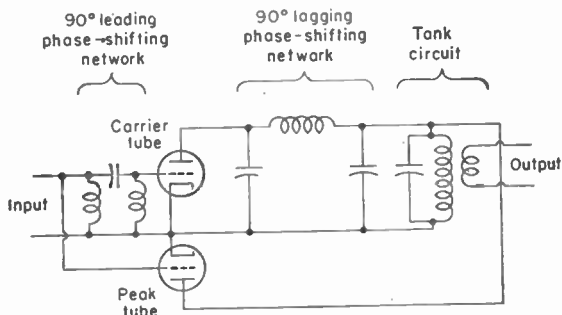 90° leading
phase-shifting
network
90° lagging
phase-shifting
network
Tank
circuit
Carrier
tube
Input
Output
Peak
tube